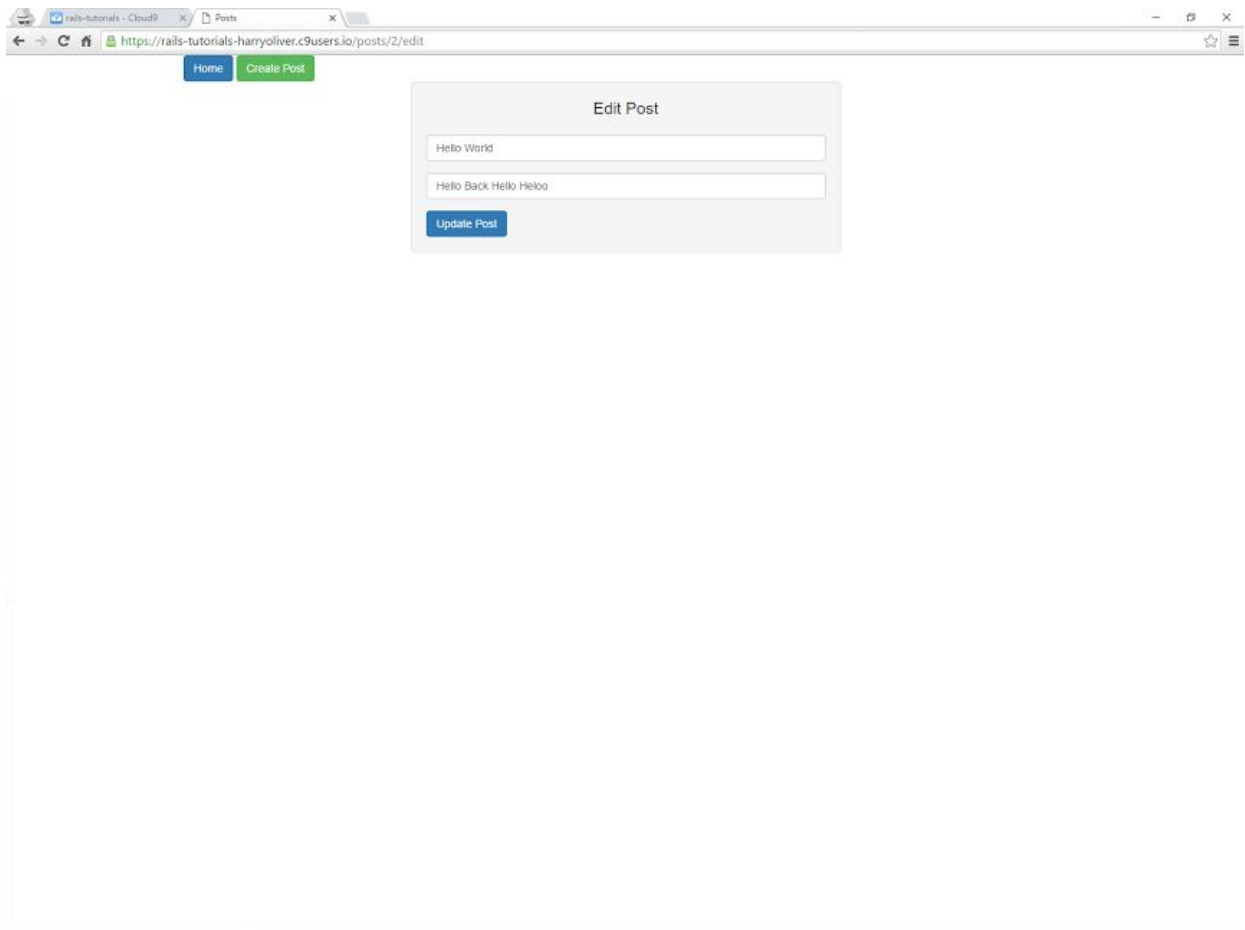 rails-tutorials - Cloud9
Posts
https://rails-tutorials-harryoliver.c9users.io/posts/2/edit
Home
Create Post
Edit Post
Hello World
Hello Back Hello Heloo
Update Post